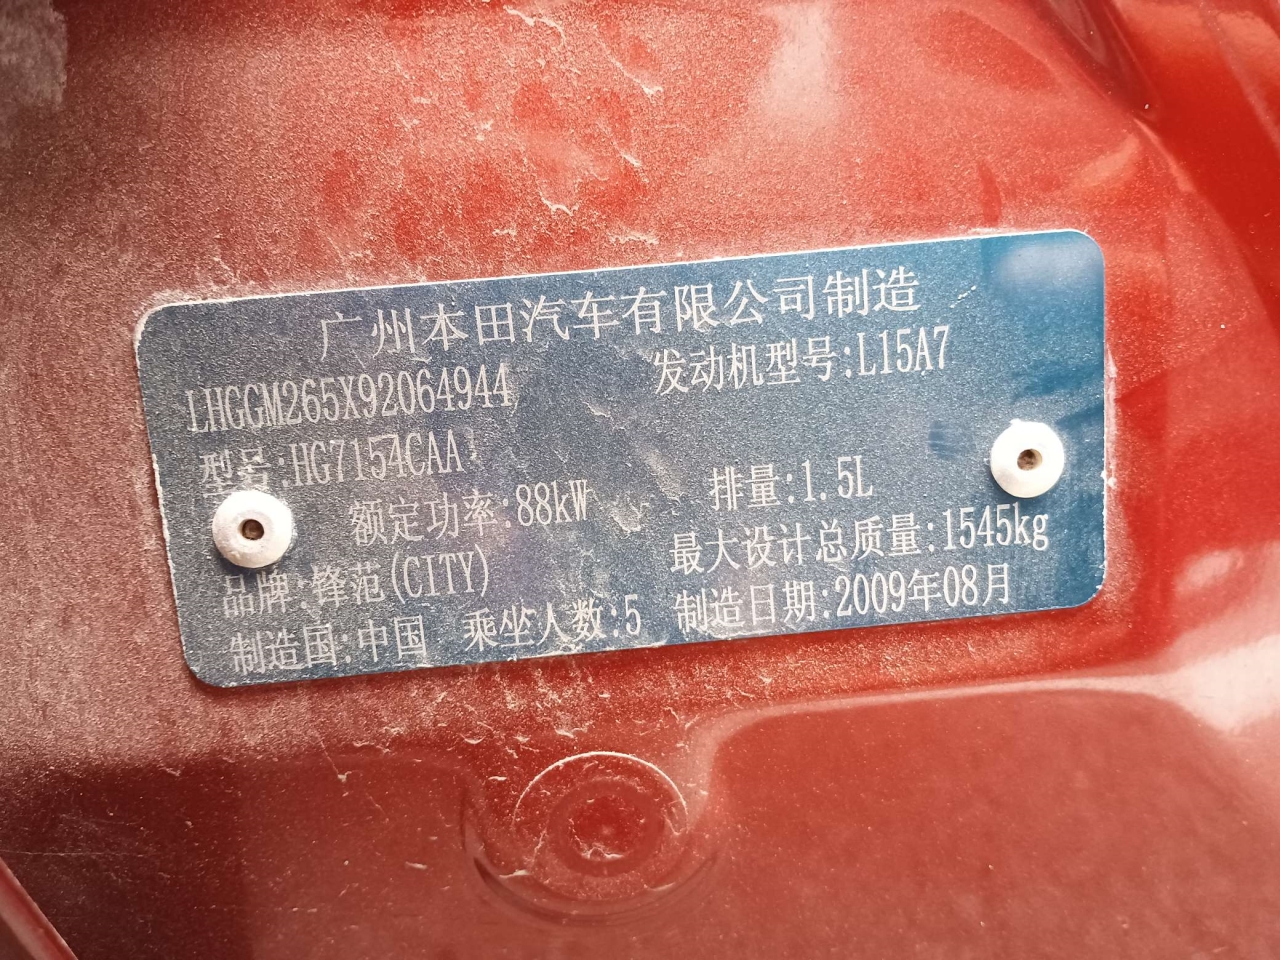 广州本田汽车有限公司制造
LHGGM265X92064944 发动机型号:L15A7
型号:HG7154CAA
额定功率:88kW 排量:1.5L
品牌:锋范(CITY) 最大设计总质量:1545kg
制造国:中国 乘坐人数:5 制造日期:2009年08月